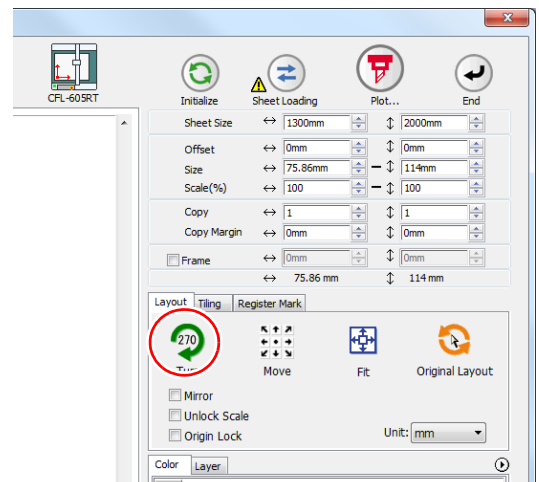 CFL-605RT
Initialize Sheet Loading Plot... End
Sheet Size 1300mm 2000mm
Offset 0mm 0mm
Size 75.86mm 114mm
Scale(%) 100 100
Copy 1 1
Copy Margin 0mm 0mm
Frame 0mm 0mm
75.86 mm 114 mm
Layout Tiling Register Mark
270
Move Fit Original Layout
Mirror
Unlock Scale
Origin Lock Unit: mm
Color Layer